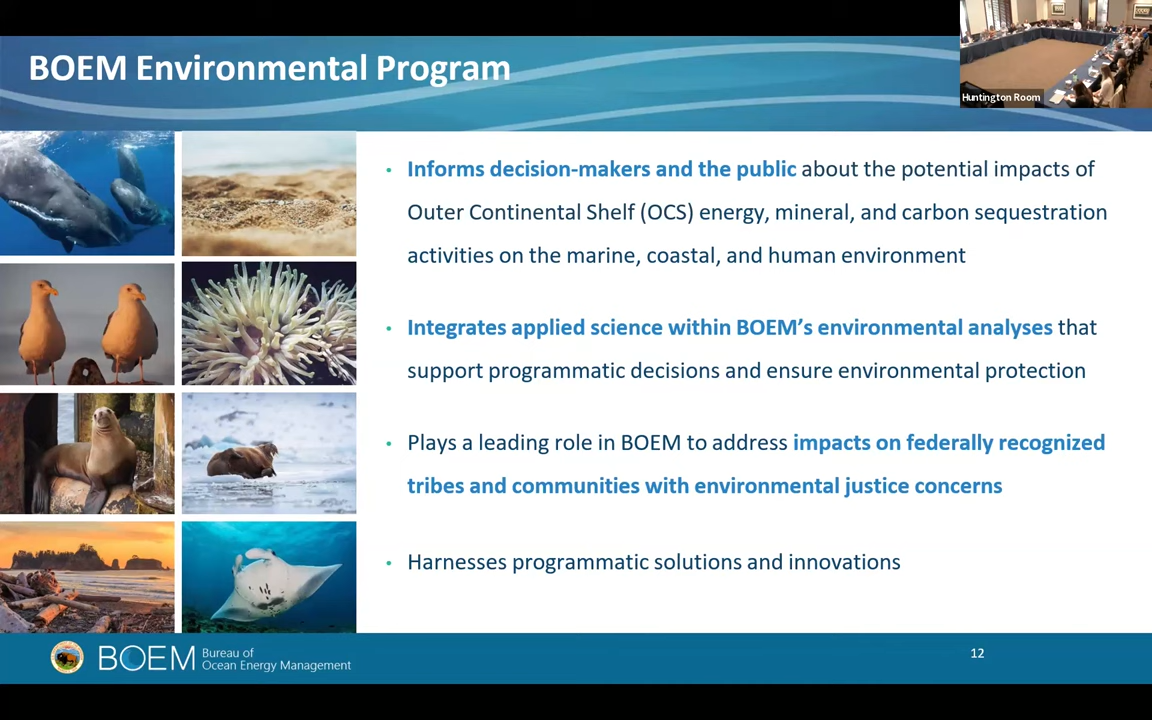 BOEM Environmental Program
Huntington Room
• Informs decision-makers and the public about the potential impacts of
Outer Continental Shelf (OCS) energy, mineral, and carbon sequestration
activities on the marine, coastal, and human environment
• Integrates applied science within BOEM’s environmental analyses that
support programmatic decisions and ensure environmental protection
• Plays a leading role in BOEM to address impacts on federally recognized
tribes and communities with environmental justice concerns
• Harnesses programmatic solutions and innovations
BOEM Bureau of
Ocean Energy Management
12